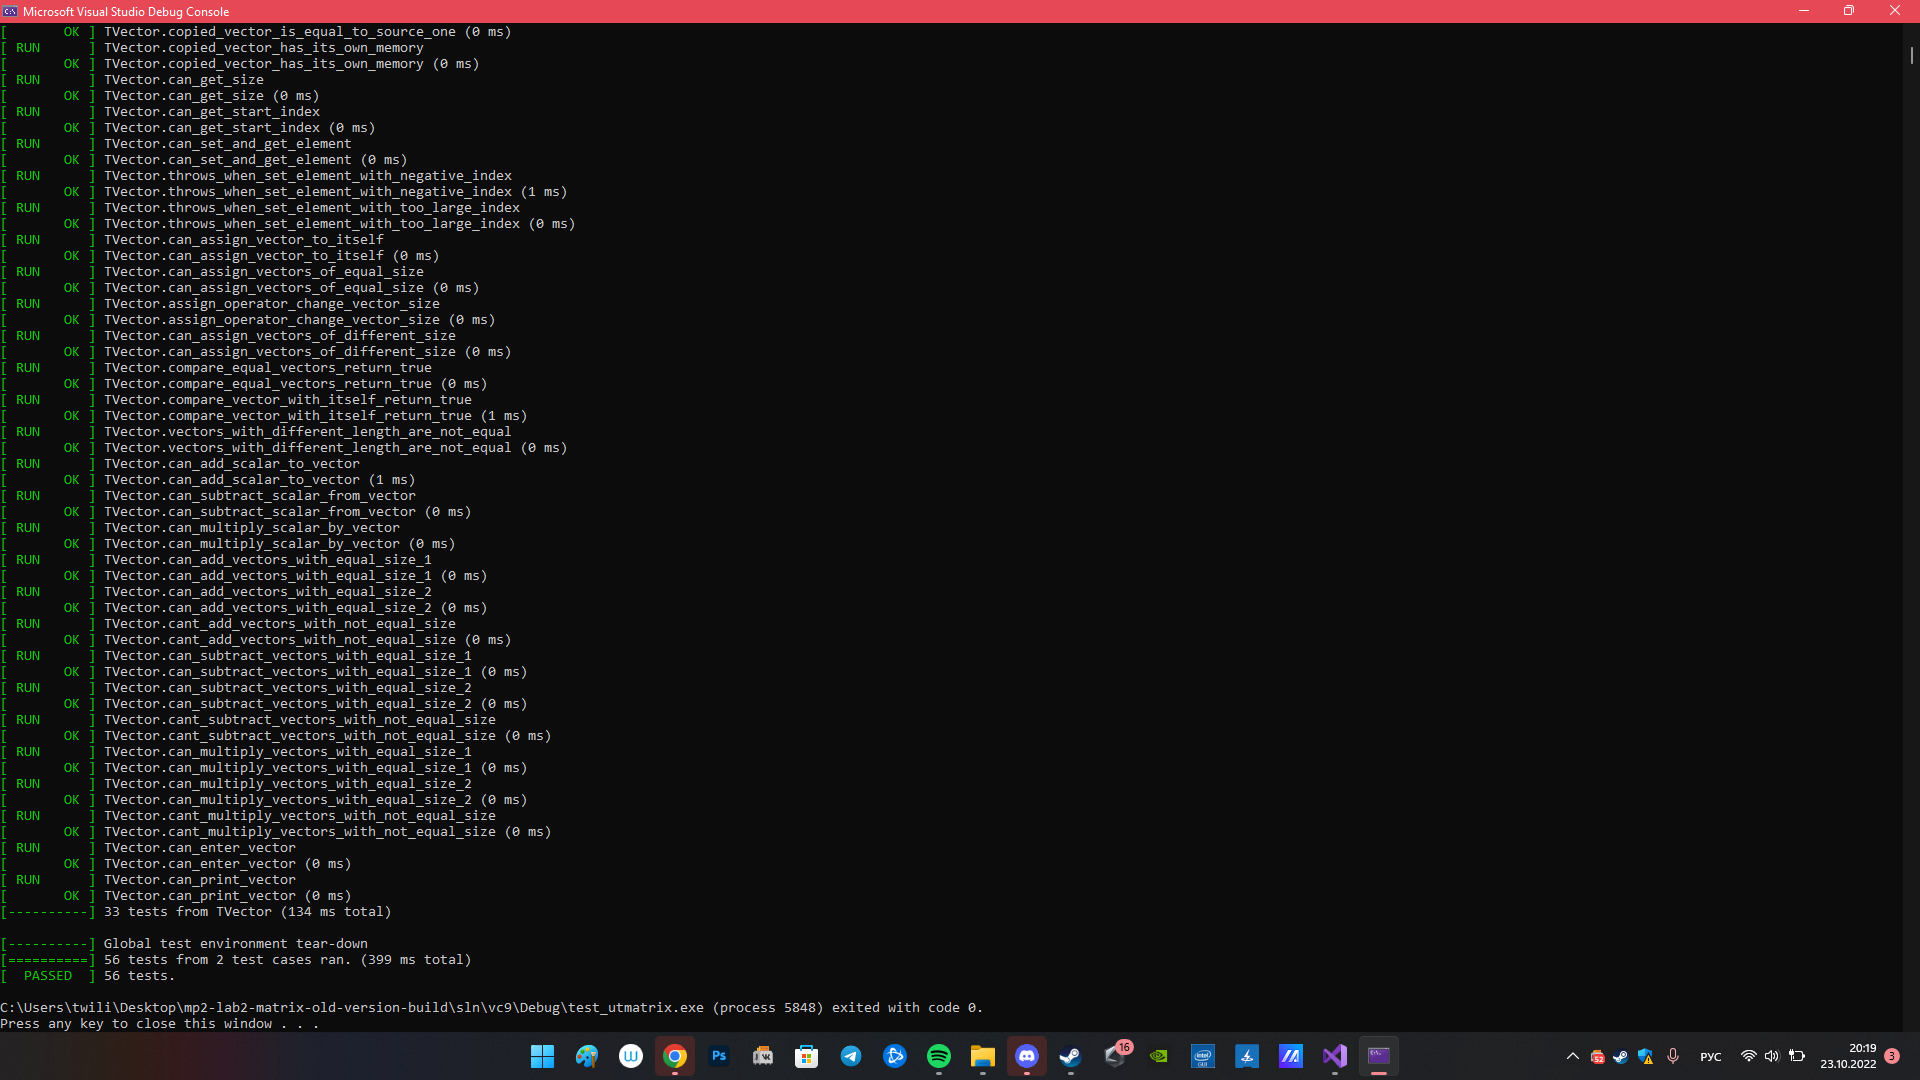 Microsoft Visual Studio Debug Console
[       OK ] TVector.copied_vector_is_equal_to_source_one (0 ms)
[ RUN      ] TVector.copied_vector_has_its_own_memory
[       OK ] TVector.copied_vector_has_its_own_memory (0 ms)
[ RUN      ] TVector.can_get_size
[       OK ] TVector.can_get_size (0 ms)
[ RUN      ] TVector.can_get_start_index
[       OK ] TVector.can_get_start_index (0 ms)
[ RUN      ] TVector.can_set_and_get_element
[       OK ] TVector.can_set_and_get_element (0 ms)
[ RUN      ] TVector.throws_when_set_element_with_negative_index
[       OK ] TVector.throws_when_set_element_with_negative_index (1 ms)
[ RUN      ] TVector.throws_when_set_element_with_too_large_index
[       OK ] TVector.throws_when_set_element_with_too_large_index (0 ms)
[ RUN      ] TVector.can_assign_vector_to_itself
[       OK ] TVector.can_assign_vector_to_itself (0 ms)
[ RUN      ] TVector.can_assign_vectors_of_equal_size
[       OK ] TVector.can_assign_vectors_of_equal_size (0 ms)
[ RUN      ] TVector.assign_operator_change_vector_size
[       OK ] TVector.assign_operator_change_vector_size (0 ms)
[ RUN      ] TVector.can_assign_vectors_of_different_size
[       OK ] TVector.can_assign_vectors_of_different_size (0 ms)
[ RUN      ] TVector.compare_equal_vectors_return_true
[       OK ] TVector.compare_equal_vectors_return_true (0 ms)
[ RUN      ] TVector.compare_vector_with_itself_return_true
[       OK ] TVector.compare_vector_with_itself_return_true (1 ms)
[ RUN      ] TVector.vectors_with_different_length_are_not_equal
[       OK ] TVector.vectors_with_different_length_are_not_equal (0 ms)
[ RUN      ] TVector.can_add_scalar_to_vector
[       OK ] TVector.can_add_scalar_to_vector (1 ms)
[ RUN      ] TVector.can_subtract_scalar_from_vector
[       OK ] TVector.can_subtract_scalar_from_vector (0 ms)
[ RUN      ] TVector.can_multiply_scalar_by_vector
[       OK ] TVector.can_multiply_scalar_by_vector (0 ms)
[ RUN      ] TVector.can_add_vectors_with_equal_size_1
[       OK ] TVector.can_add_vectors_with_equal_size_1 (0 ms)
[ RUN      ] TVector.can_add_vectors_with_equal_size_2
[       OK ] TVector.can_add_vectors_with_equal_size_2 (0 ms)
[ RUN      ] TVector.cant_add_vectors_with_not_equal_size
[       OK ] TVector.cant_add_vectors_with_not_equal_size (0 ms)
[ RUN      ] TVector.can_subtract_vectors_with_equal_size_1
[       OK ] TVector.can_subtract_vectors_with_equal_size_1 (0 ms)
[ RUN      ] TVector.can_subtract_vectors_with_equal_size_2
[       OK ] TVector.can_subtract_vectors_with_equal_size_2 (0 ms)
[ RUN      ] TVector.cant_subtract_vectors_with_not_equal_size
[       OK ] TVector.cant_subtract_vectors_with_not_equal_size (0 ms)
[ RUN      ] TVector.can_multiply_vectors_with_equal_size_1
[       OK ] TVector.can_multiply_vectors_with_equal_size_1 (0 ms)
[ RUN      ] TVector.can_multiply_vectors_with_equal_size_2
[       OK ] TVector.can_multiply_vectors_with_equal_size_2 (0 ms)
[ RUN      ] TVector.cant_multiply_vectors_with_not_equal_size
[       OK ] TVector.cant_multiply_vectors_with_not_equal_size (0 ms)
[ RUN      ] TVector.can_enter_vector
[       OK ] TVector.can_enter_vector (0 ms)
[ RUN      ] TVector.can_print_vector
[       OK ] TVector.can_print_vector (0 ms)
[----------] 33 tests from TVector (134 ms total)
[----------] Global test environment tear-down
[==========] 56 tests from 2 test cases ran. (399 ms total)
[  PASSED  ] 56 tests.
C:\Users\twili\Desktop\mp2-lab2-matrix-old-version-build\sln\vc9\Debug\test_utmatrix.exe (process 5848) exited with code 0.
Press any key to close this window . . .
W
Ps
16
intel
52
РУС
20:19
23.10.2022
3